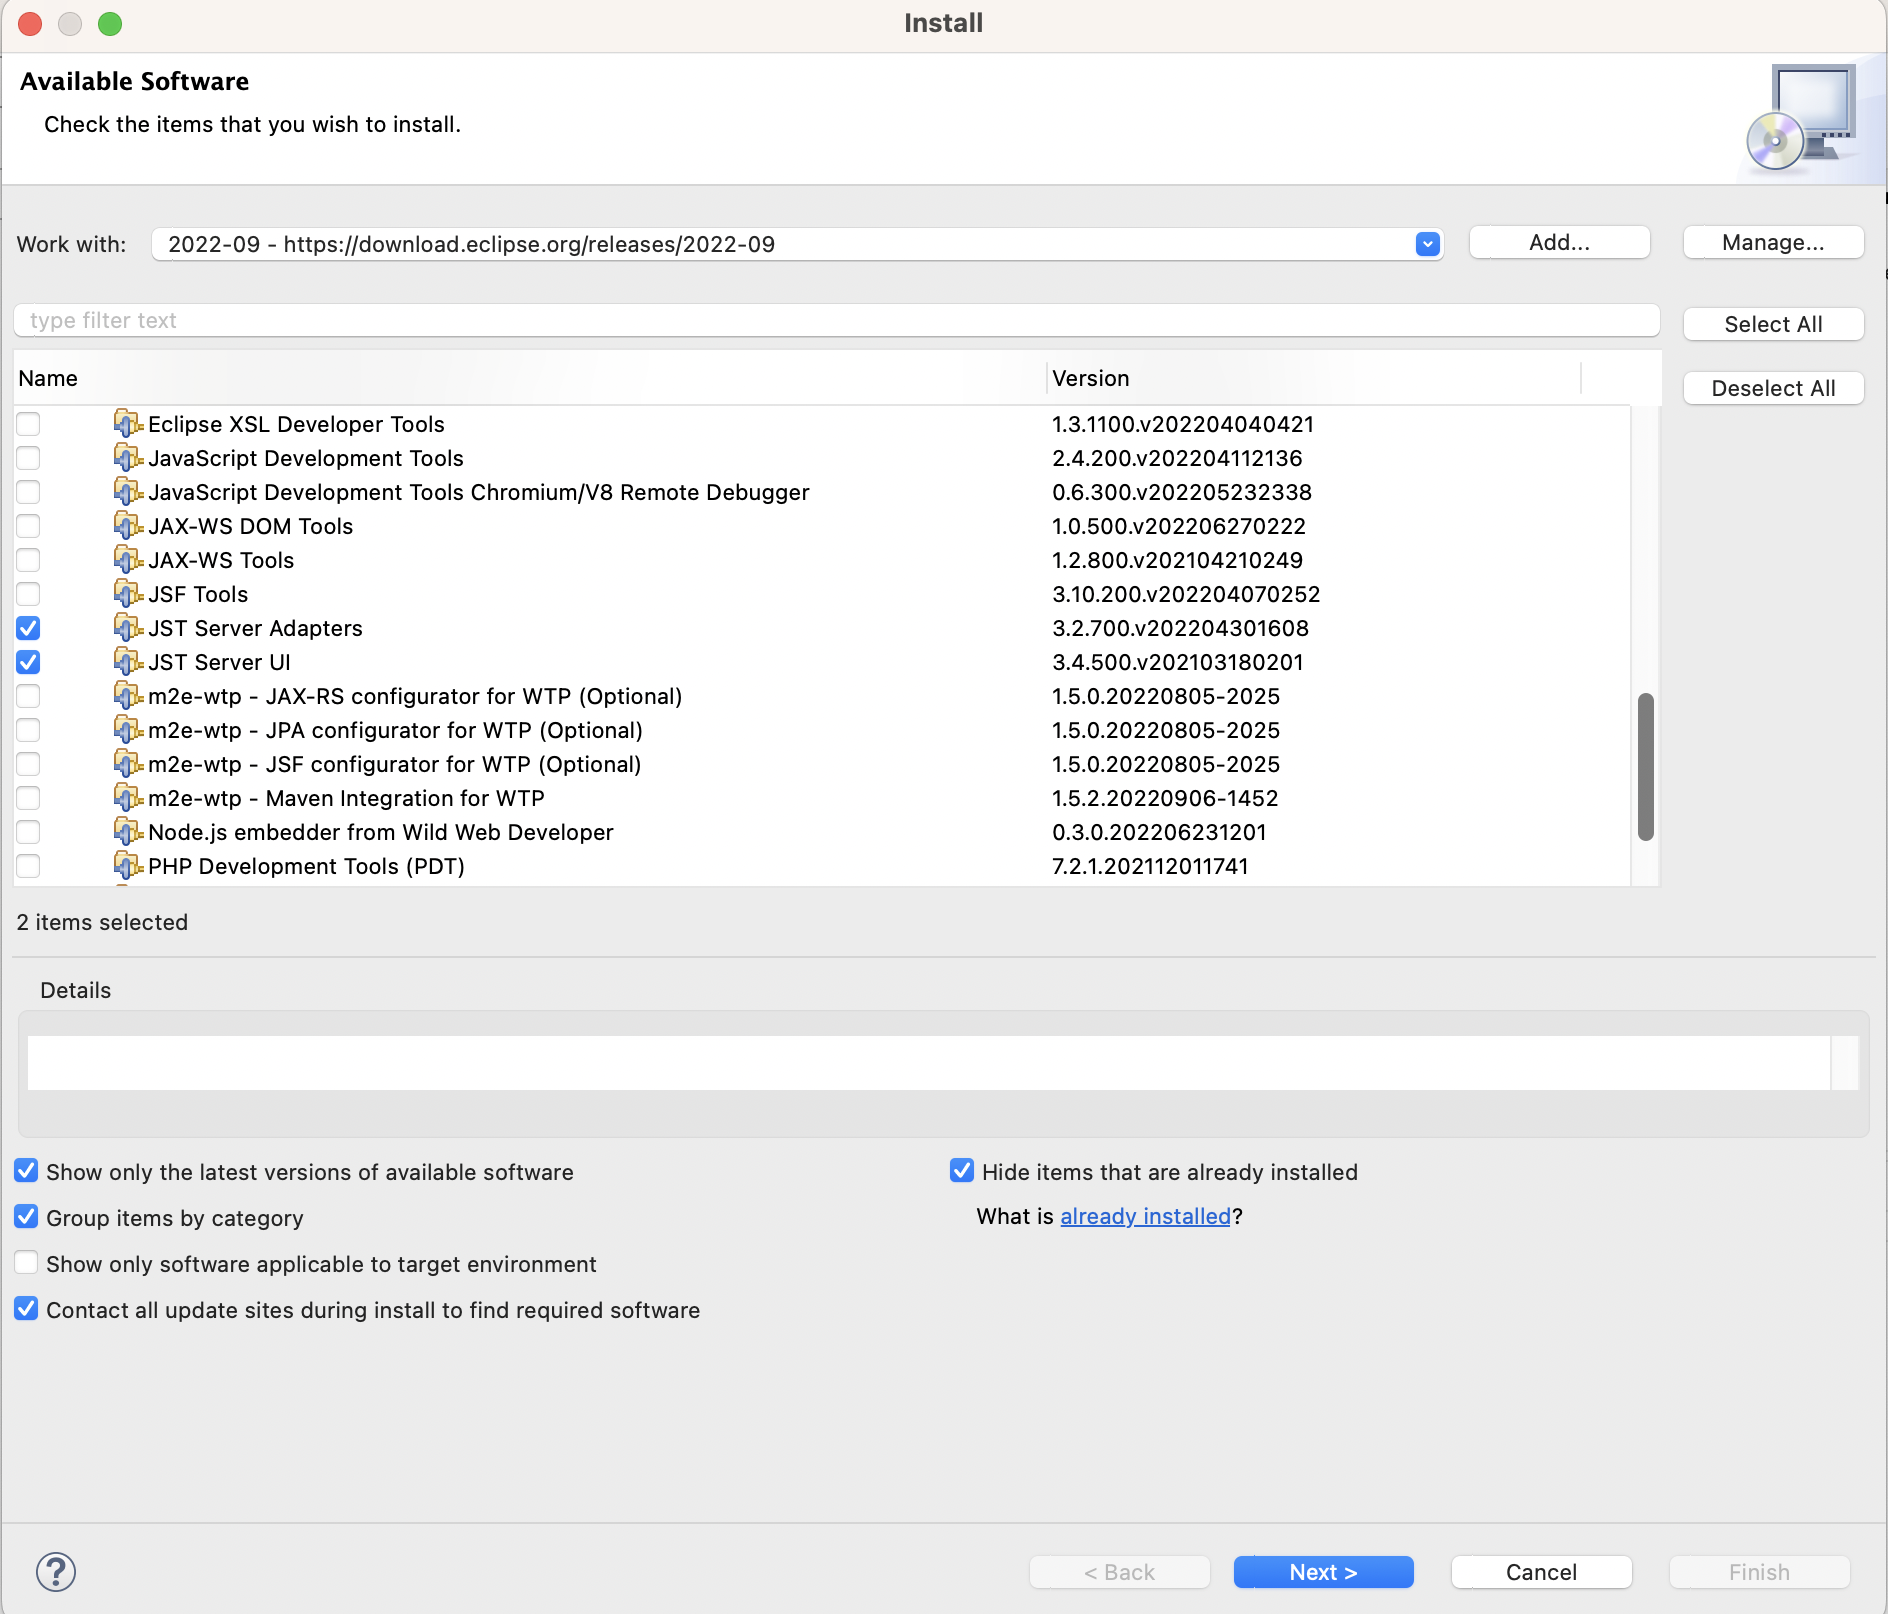 Install
Available Software
Check the items that you wish to install.
Work with: 2022-09 - https://download.eclipse.org/releases/2022-09 Add... Manage...
type filter text Select All
Deselect All
Name Version
Eclipse XSL Developer Tools 1.3.1100.v202204040421
JavaScript Development Tools 2.4.200.v202204112136
JavaScript Development Tools Chromium/V8 Remote Debugger 0.6.300.v202205232338
JAX-WS DOM Tools 1.0.500.v202206270222
JAX-WS Tools 1.2.800.v202104210249
JSF Tools 3.10.200.v202204070252
JST Server Adapters 3.2.700.v202204301608
JST Server UI 3.4.500.v202103180201
m2e-wtp - JAX-RS configurator for WTP (Optional) 1.5.0.20220805-2025
m2e-wtp - JPA configurator for WTP (Optional) 1.5.0.20220805-2025
m2e-wtp - JSF configurator for WTP (Optional) 1.5.0.20220805-2025
m2e-wtp - Maven Integration for WTP 1.5.2.20220906-1452
Node.js embedder from Wild Web Developer 0.3.0.202206231201
PHP Development Tools (PDT) 7.2.1.202112011741
2 items selected
Details
Show only the latest versions of available software Hide items that are already installed
Group items by category What is already installed?
Show only software applicable to target environment
Contact all update sites during install to find required software
? < Back Next > Cancel Finish